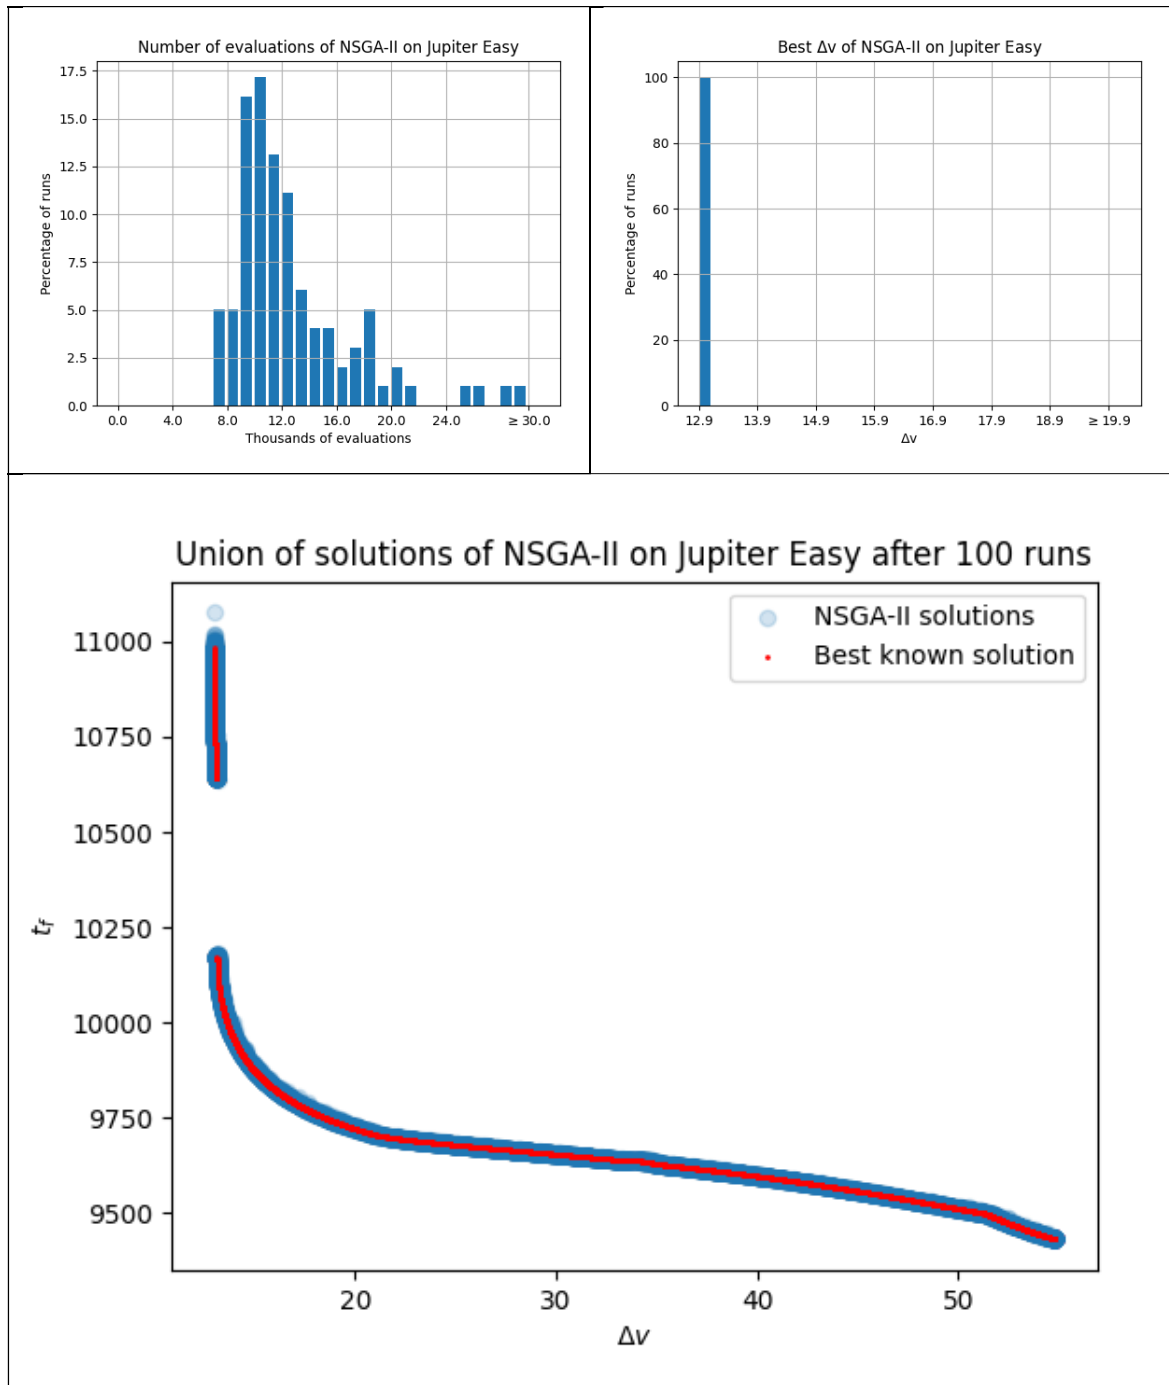 Number of evaluations of NSGA-II on Jupiter Easy
17.5
15.0
12.5
10.0
7.5
5.0
2.5
0.0
Percentage of runs
0.0 4.0 8.0 12.0 16.0 20.0 24.0 ≥ 30.0
Thousands of evaluations
Best Δv of NSGA-II on Jupiter Easy
100
80
60
40
20
0
Percentage of runs
12.9 13.9 14.9 15.9 16.9 17.9 18.9 ≥ 19.9
Δv
Union of solutions of NSGA-II on Jupiter Easy after 100 runs
NSGA-II solutions
Best known solution
11000
10750
10500
10250
10000
9750
9500
t_f
20 30 40 50
Δv